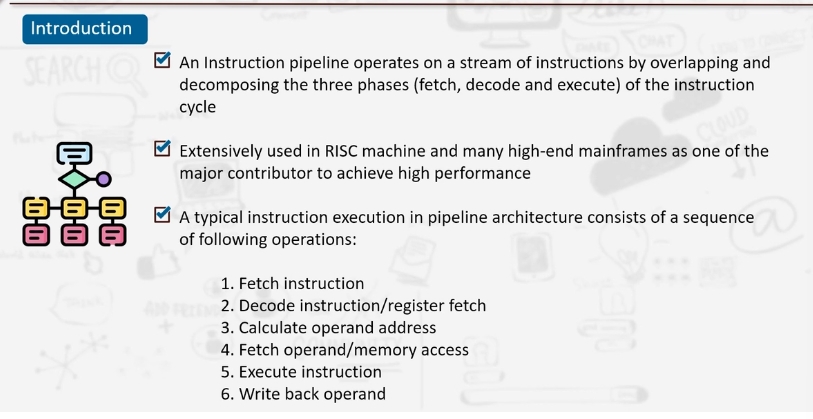 Introduction
An Instruction pipeline operates on a stream of instructions by overlapping and
decomposing the three phases (fetch, decode and execute) of the instruction
cycle
Extensively used in RISC machine and many high-end mainframes as one of the
major contributor to achieve high performance
A typical instruction execution in pipeline architecture consists of a sequence
of following operations:
1. Fetch instruction
2. Decode instruction/register fetch
3. Calculate operand address
4. Fetch operand/memory access
5. Execute instruction
6. Write back operand
SEARCH
SHARE
CHAT
CLOUD